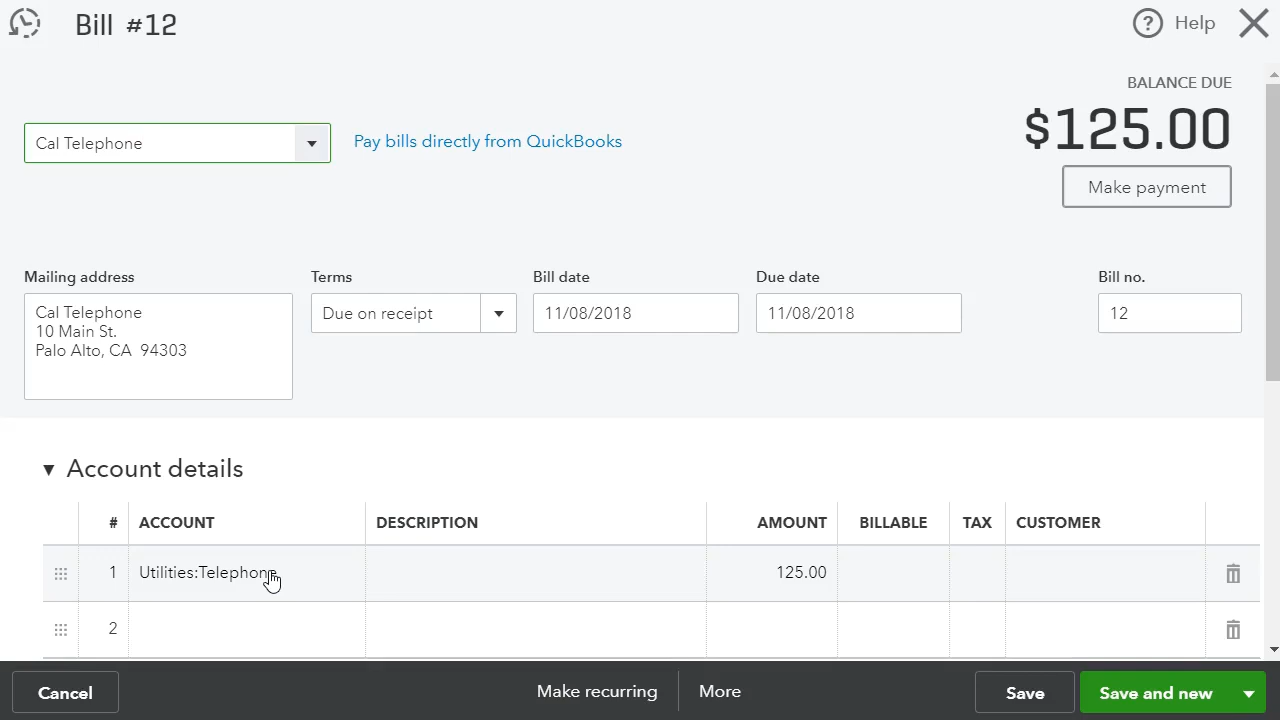 Bill #12
Help
BALANCE DUE
$125.00
Cal Telephone
Pay bills directly from QuickBooks
Make payment
Mailing address
Terms
Bill date
Due date
Bill no.
Cal Telephone
10 Main St.
Palo Alto, CA 94303
Due on receipt
11/08/2018
11/08/2018
12
Account details
# ACCOUNT DESCRIPTION AMOUNT BILLABLE TAX CUSTOMER
1 Utilities:Telephone 125.00
2
Cancel
Make recurring
More
Save
Save and new